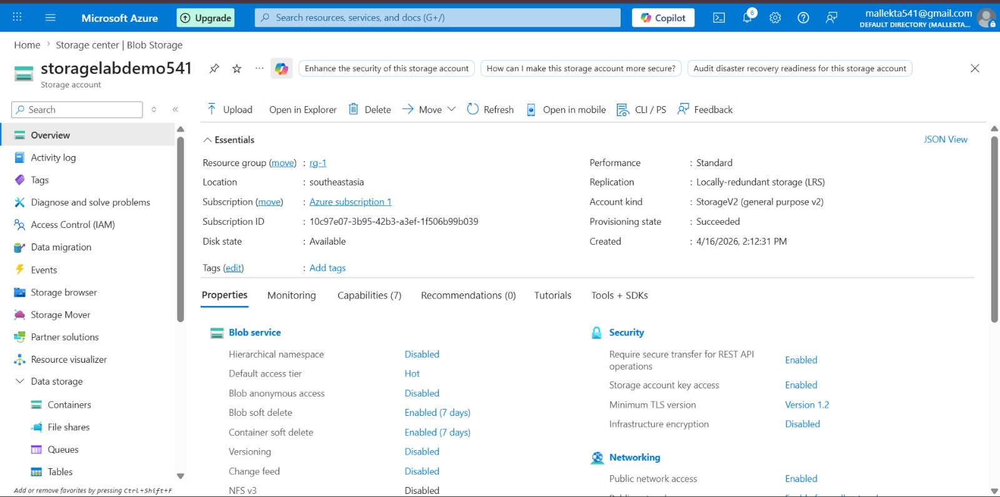 Microsoft Azure
Upgrade
Search resources, services, and docs (G+/)
Copilot
6
mallekta541@gmail.com
DEFAULT DIRECTORY (MALLEKTA...
Home > Storage center | Blob Storage
storagelabdemo541
Storage account
Enhance the security of this storage account
How can I make this storage account more secure?
Audit disaster recovery readiness for this storage account
Search
Overview
Activity log
Tags
Diagnose and solve problems
Access Control (IAM)
Data migration
Events
Storage browser
Storage Mover
Partner solutions
Resource visualizer
Data storage
Containers
File shares
Queues
Tables
Add or remove favorites by pressing Ctrl+Shift+F
Upload
Open in Explorer
Delete
Move
Refresh
Open in mobile
CLI / PS
Feedback
Essentials
JSON View
Resource group (move) : rg-1
Location : southeastasia
Subscription (move) : Azure subscription 1
Subscription ID : 10c97e07-3b95-42b3-a3ef-1f506b99b039
Disk state : Available
Tags (edit) : Add tags
Performance : Standard
Replication : Locally-redundant storage (LRS)
Account kind : StorageV2 (general purpose v2)
Provisioning state : Succeeded
Created : 4/16/2026, 2:12:31 PM
Properties
Monitoring
Capabilities (7)
Recommendations (0)
Tutorials
Tools + SDKs
Blob service
Hierarchical namespace Disabled
Default access tier Hot
Blob anonymous access Disabled
Blob soft delete Enabled (7 days)
Container soft delete Enabled (7 days)
Versioning Disabled
Change feed Disabled
NFS v3 Disabled
Security
Require secure transfer for REST API
operations Enabled
Storage account key access Enabled
Minimum TLS version Version 1.2
Infrastructure encryption Disabled
Networking
Public network access Enabled